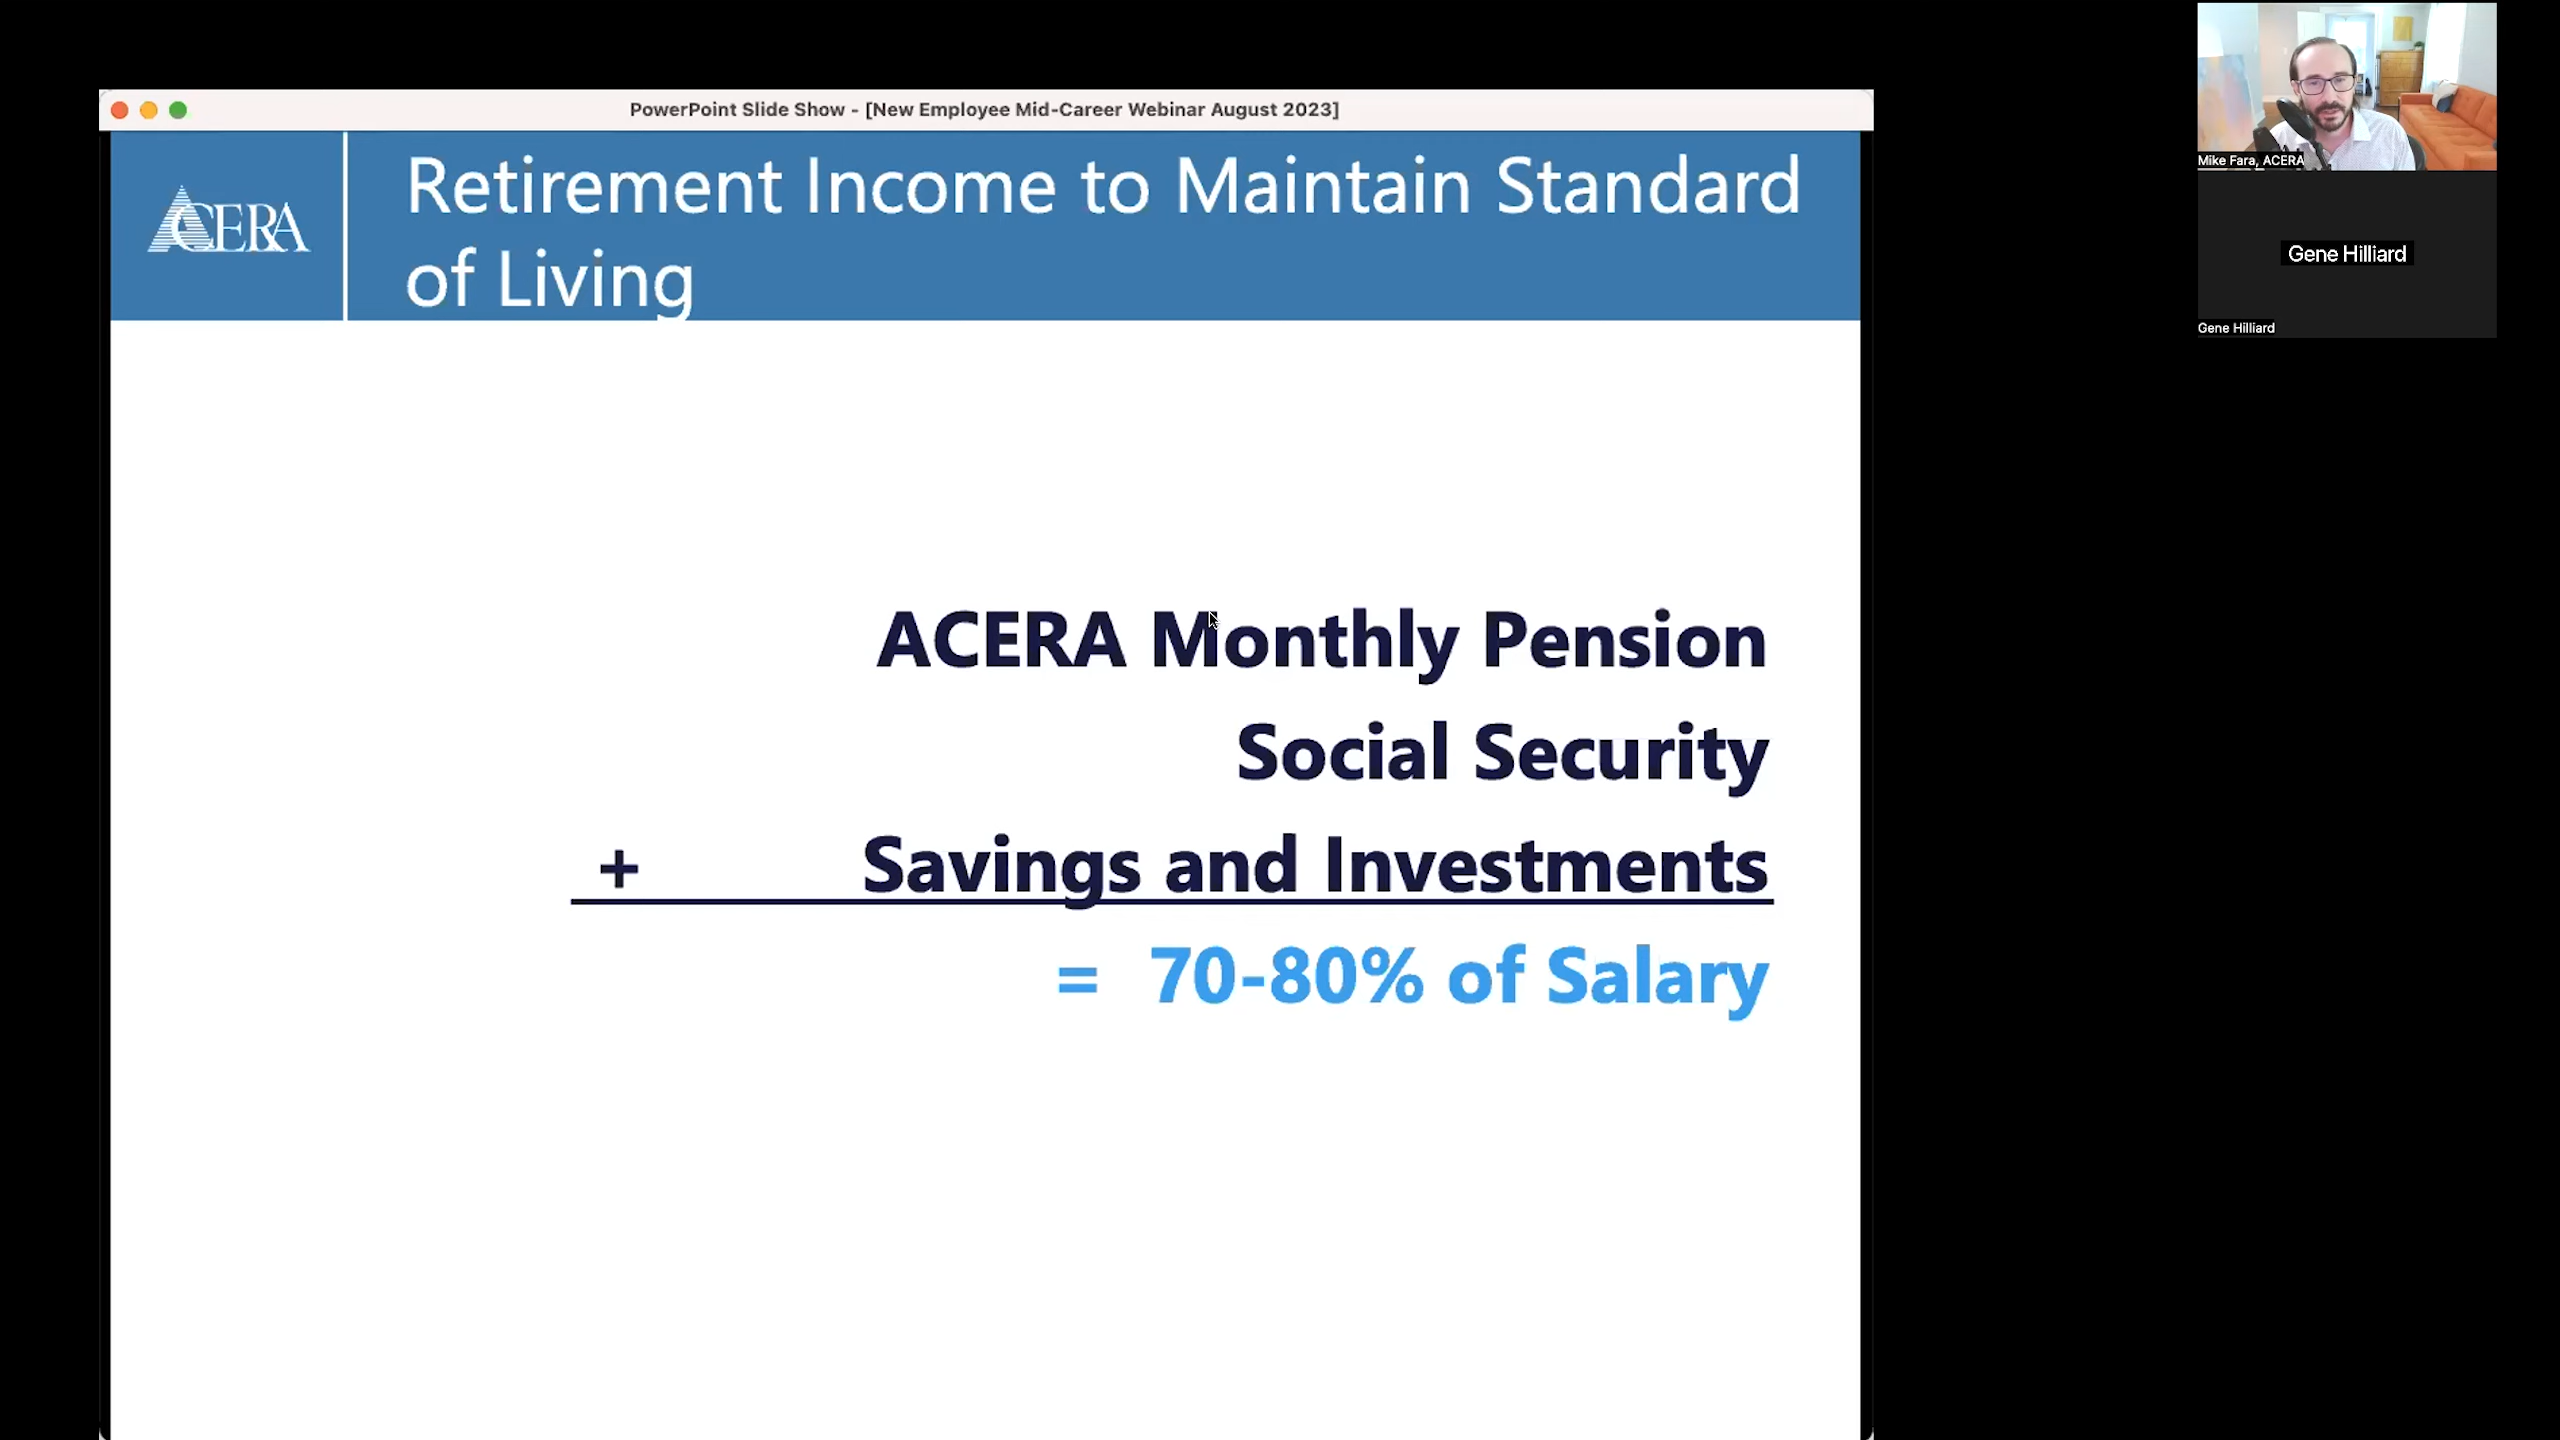 PowerPoint Slide Show - [New Employee Mid-Career Webinar August 2023]
ACERA
Retirement Income to Maintain Standard
of Living
ACERA Monthly Pension
Social Security
+ Savings and Investments
= 70-80% of Salary
Mike Fara, ACERA
Gene Hilliard
Gene Hilliard